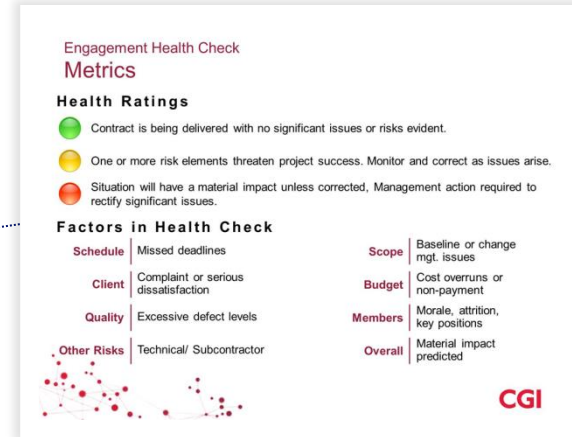 Engagement Health Check
Metrics
Health Ratings
Contract is being delivered with no significant issues or risks evident.
One or more risk elements threaten project success. Monitor and correct as issues arise.
Situation will have a material impact unless corrected, Management action required to
rectify significant issues.
Factors in Health Check
Schedule Missed deadlines
Client Complaint or serious
dissatisfaction
Quality Excessive defect levels
Other Risks Technical/ Subcontractor
Scope Baseline or change
mgt. issues
Budget Cost overruns or
non-payment
Members Morale, attrition,
key positions
Overall Material impact
predicted
CGI